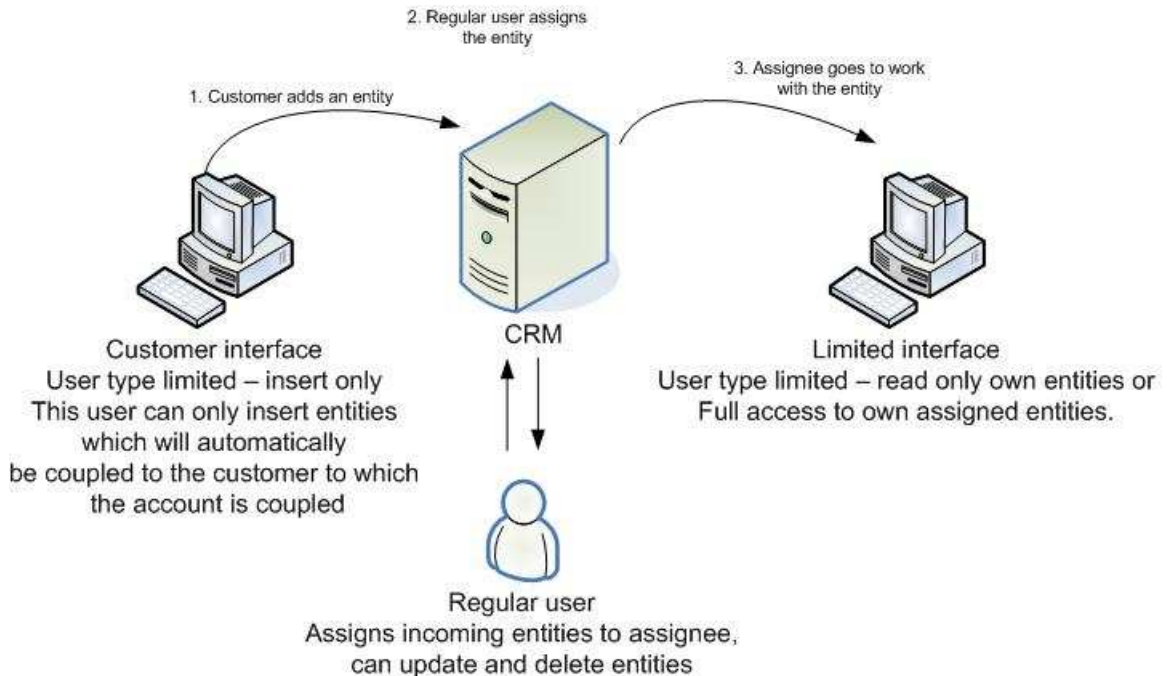 2. Regular user assigns
the entity
1. Customer adds an entity
3. Assignee goes to work
with the entity
CRM
Customer interface
User type limited – insert only
This user can only insert entities
which will automatically
be coupled to the customer to which
the account is coupled
Limited interface
User type limited – read only own entities or
Full access to own assigned entities.
Regular user
Assigns incoming entities to assignee,
can update and delete entities